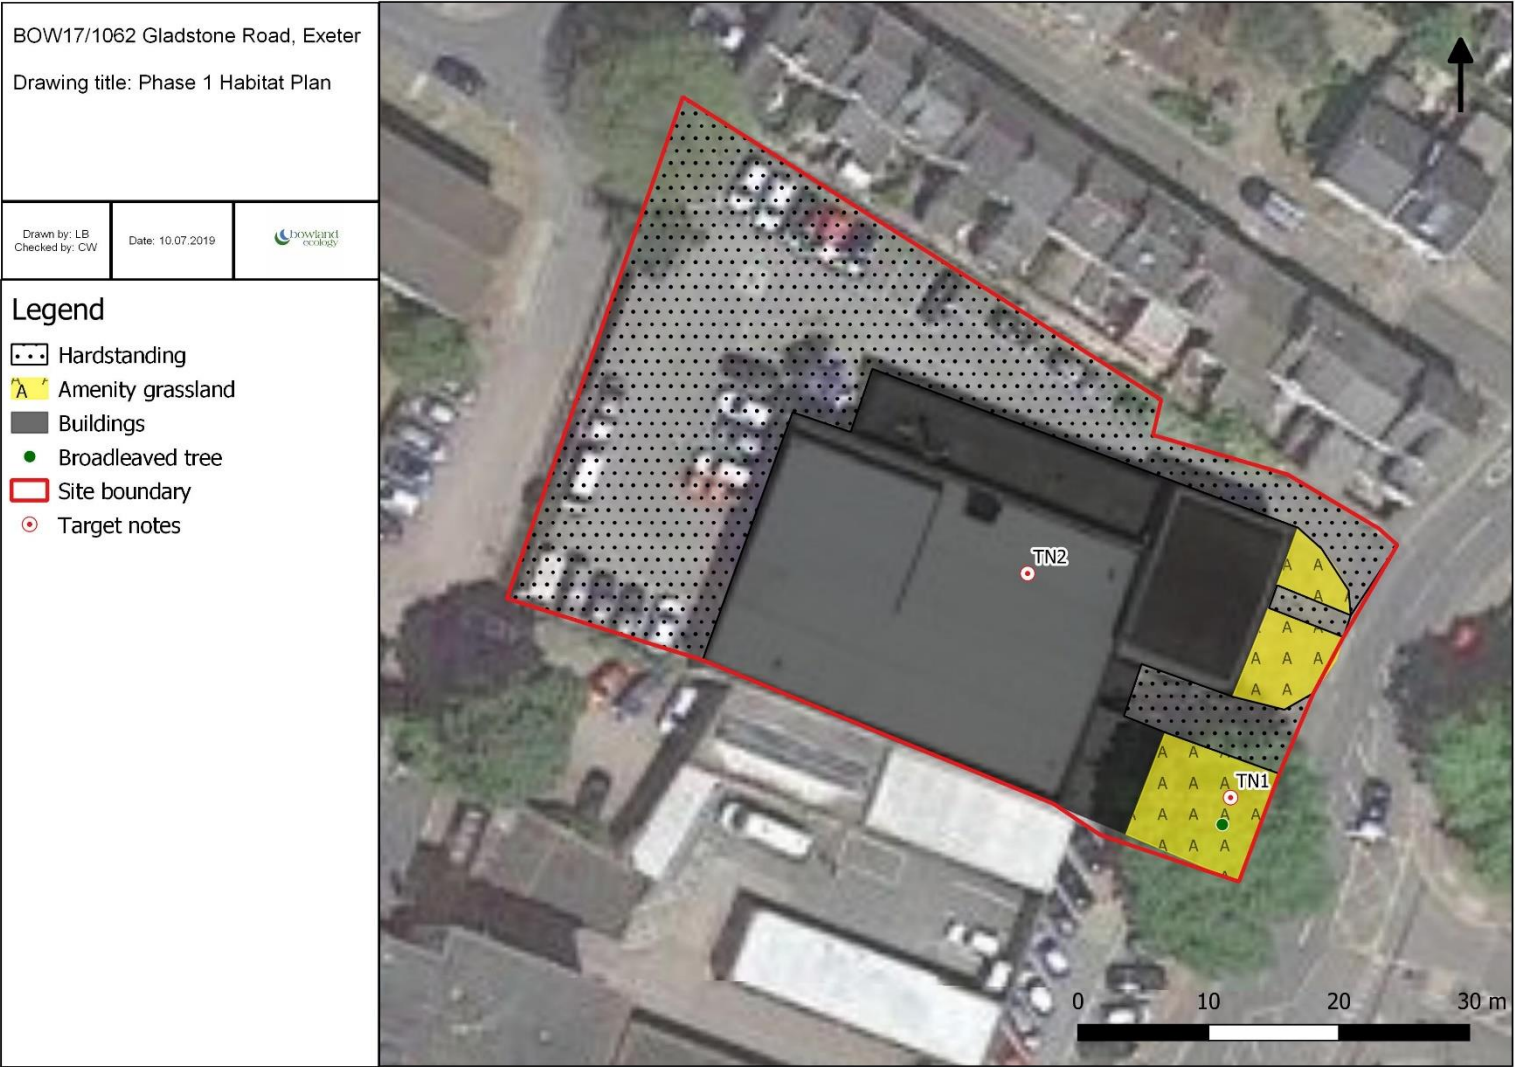 BOW17/1062 Gladstone Road, Exeter
Drawing title: Phase 1 Habitat Plan
Drawn by: LB
Checked by: CW
Date: 10.07.2019
bowland
ecology
Legend
Hardstanding
A Amenity grassland
Buildings
Broadleaved tree
Site boundary
Target notes
TN2
A A
A
A A
A A A
A A
TN1
A A
A A A
A A A A
A A A
0 10 20 30 m